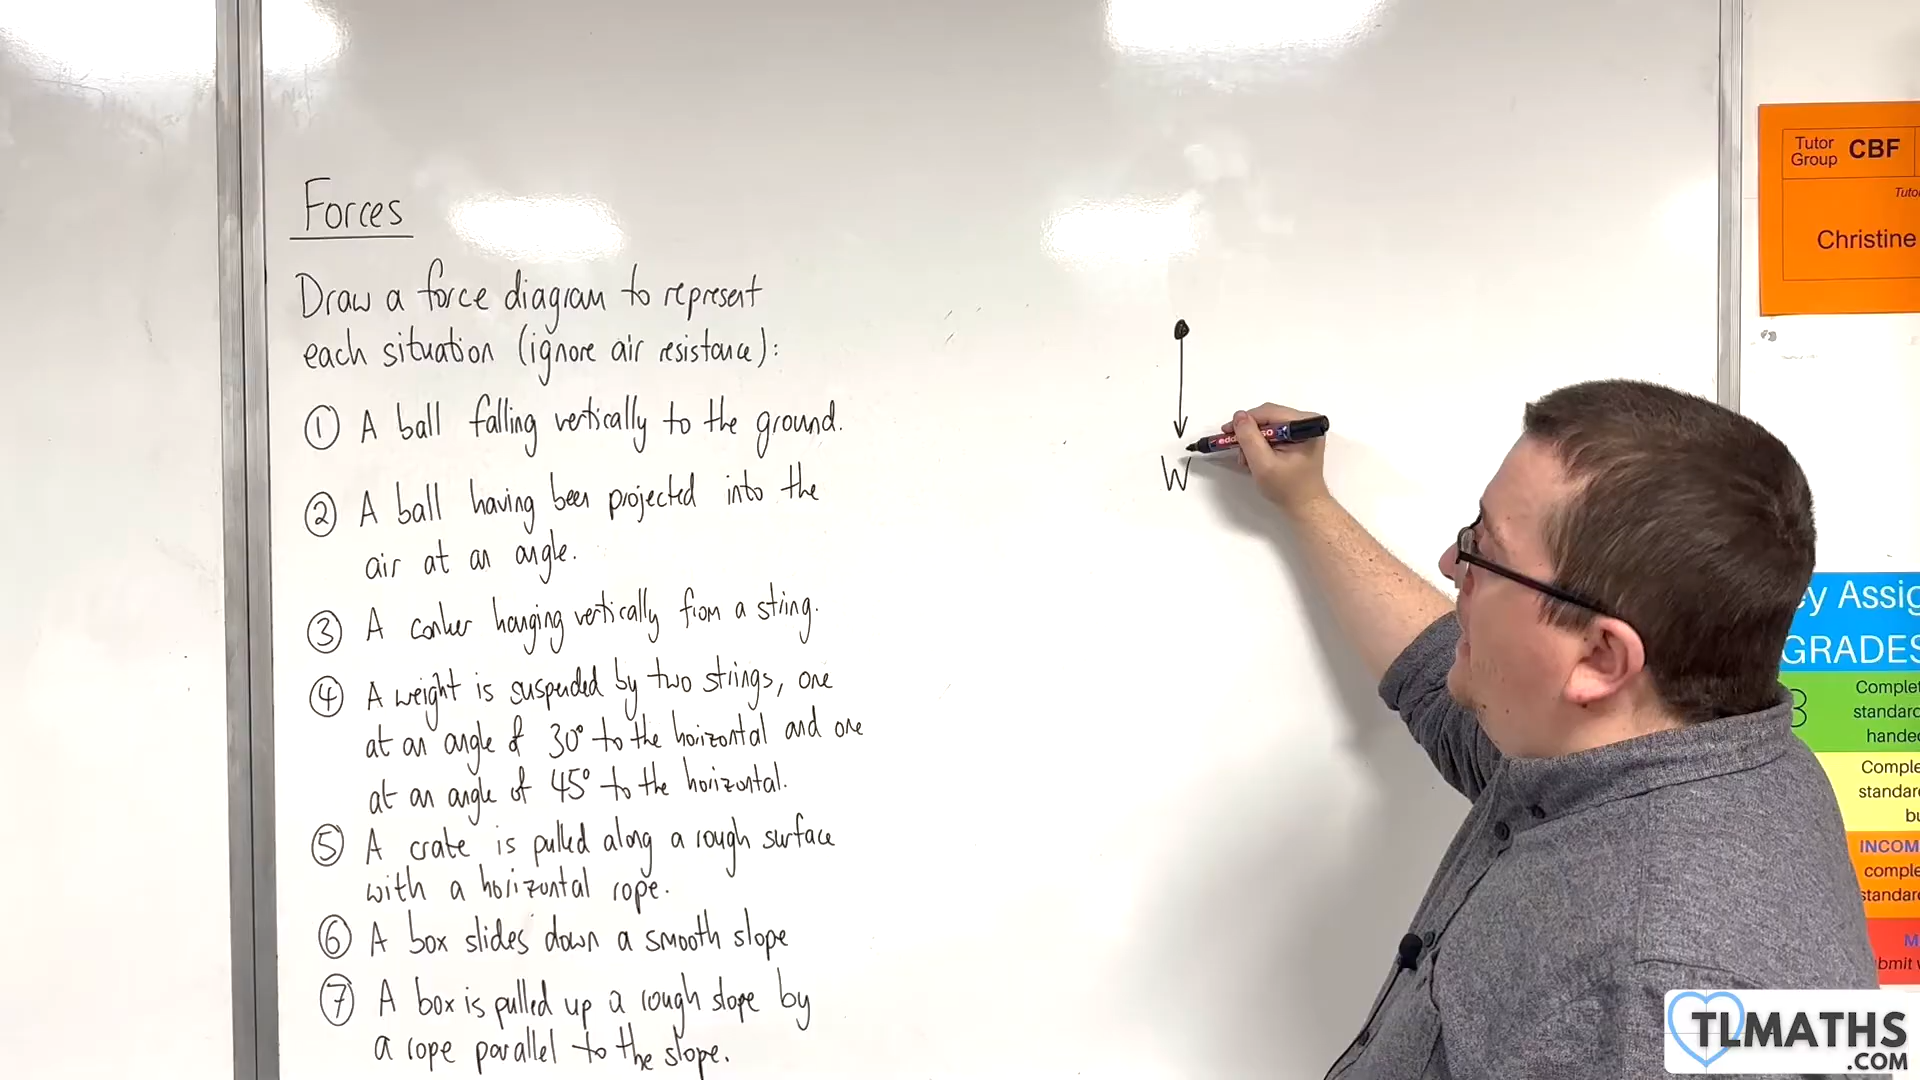 Forces
Draw a force diagram to represent
each situation (ignore air resistance):
① A ball falling vertically to the ground.
② A ball having been projected into the
air at an angle.
③ A conker hanging vertically from a string.
④ A weight is suspended by two strings, one
at an angle of 30° to the horizontal and one
at an angle of 45° to the horizontal.
⑤ A crate is pulled along a rough surface
with a horizontal rope.
⑥ A box slides down a smooth slope
⑦ A box is pulled up a rough slope by
a rope parallel to the slope.
W
Tutor
Group CBF
Christine
GRADES
INCOM
TLMATHS
.COM